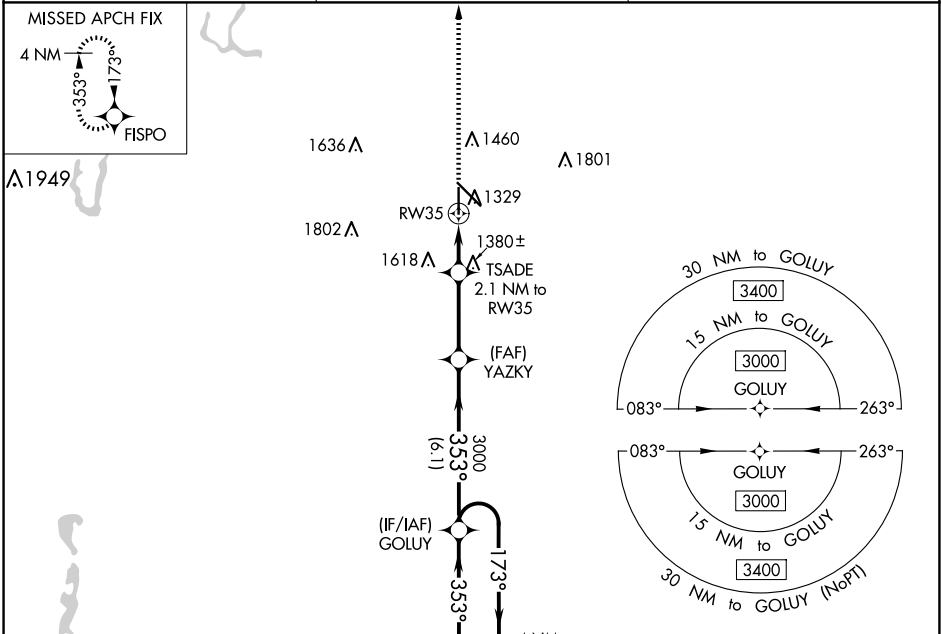 MISSED APCH FIX
4 NM
353°
173°
FISPO
1949
1636
1460
1801
1329
RW35
1802
1380±
1618
TSADE
2.1 NM to
RW35
(FAF)
YAZKY
3000
353°
(6.1)
(IF/IAF)
GOLUY
173°
353°
30 NM to GOLUY
3400
15 NM to GOLUY
3000
GOLUY
083°
263°
083°
263°
GOLUY
3000
15 NM to GOLUY
3400
30 NM to GOLUY (NoPT)